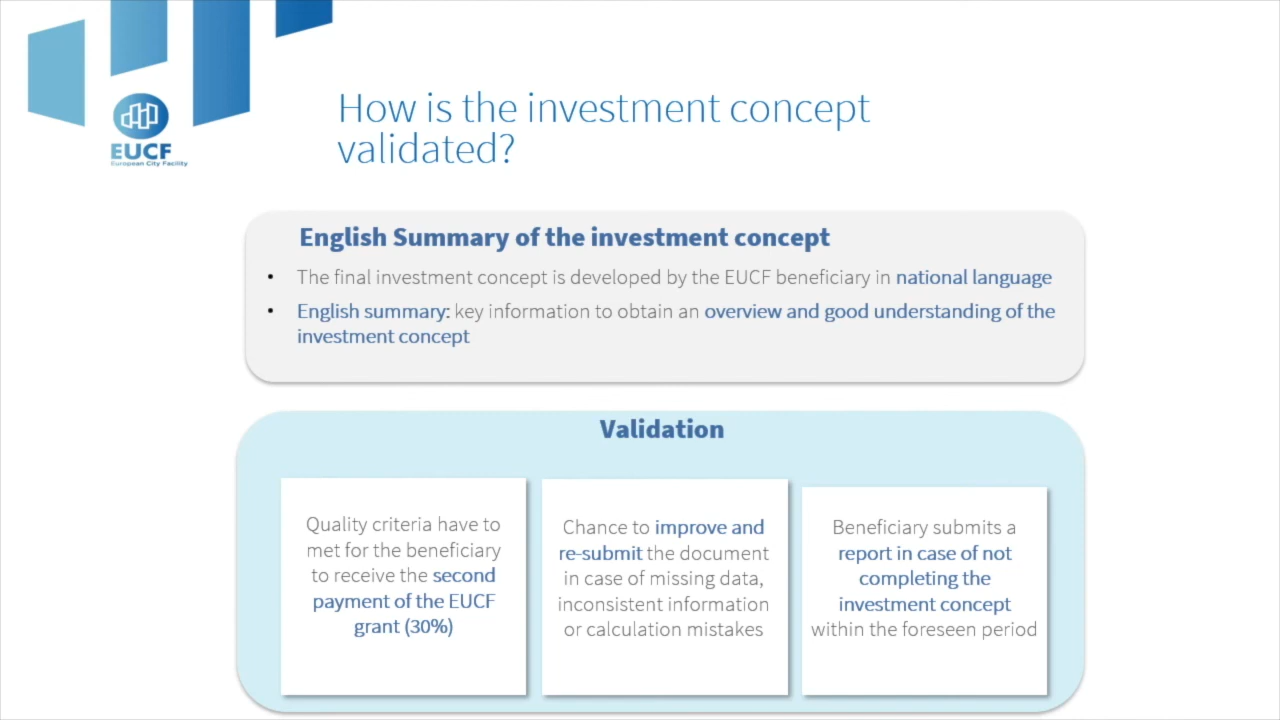 EUCF
European City Facility
How is the investment concept
validated?
English Summary of the investment concept
• The final investment concept is developed by the EUCF beneficiary in national language
• English summary: key information to obtain an overview and good understanding of the
investment concept
Validation
Quality criteria have to
met for the beneficiary
to receive the second
payment of the EUCF
grant (30%)
Chance to improve and
re-submit the document
in case of missing data,
inconsistent information
or calculation mistakes
Beneficiary submits a
report in case of not
completing the
investment concept
within the foreseen period